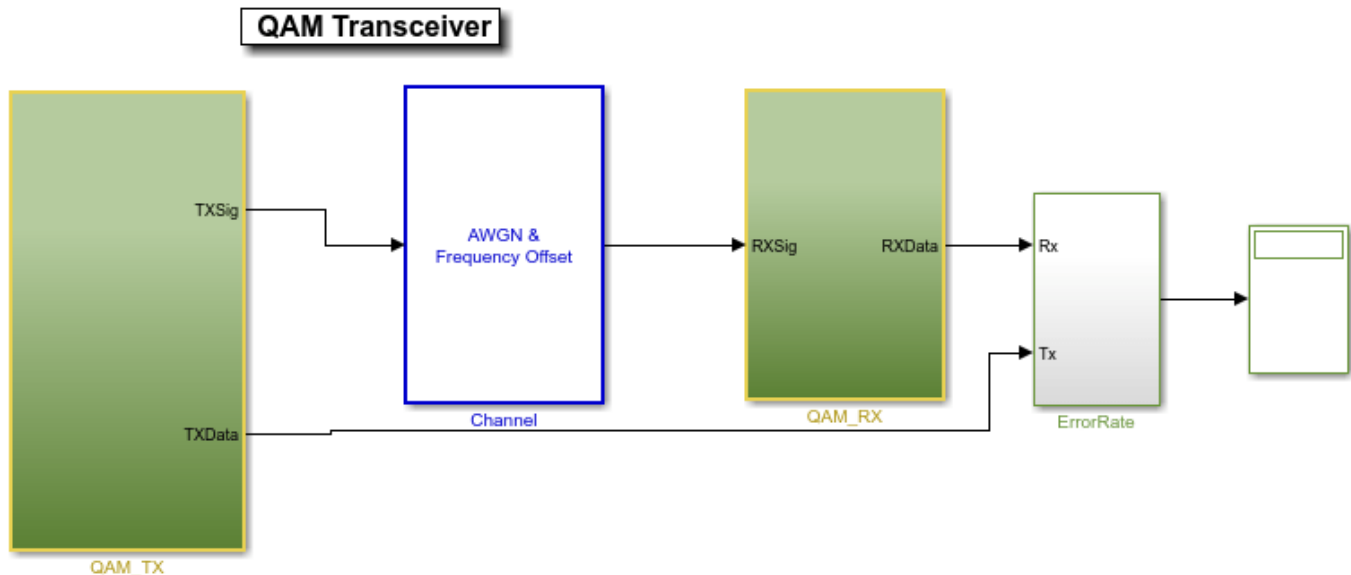 QAM Transceiver
TXSig
TXData
QAM_TX
AWGN &
Frequency Offset
Channel
RXSig
RXData
QAM_RX
Rx
Tx
ErrorRate